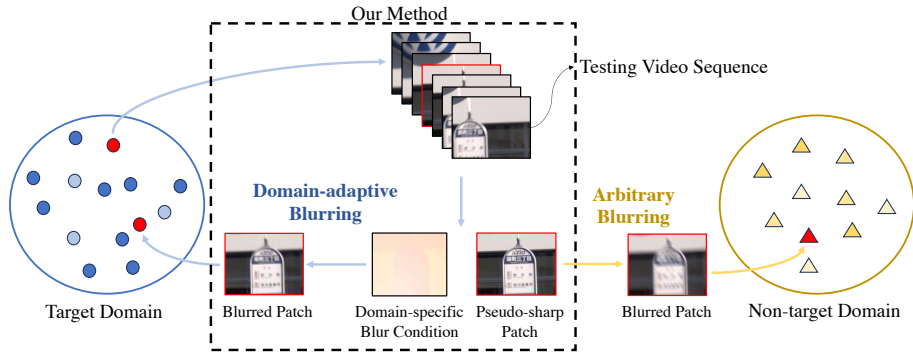 Our Method
Testing Video Sequence
Domain-adaptive
Blurring
Arbitrary
Blurring
Target Domain
Blurred Patch
Domain-specific
Blur Condition
Pseudo-sharp
Patch
Blurred Patch
Non-target Domain